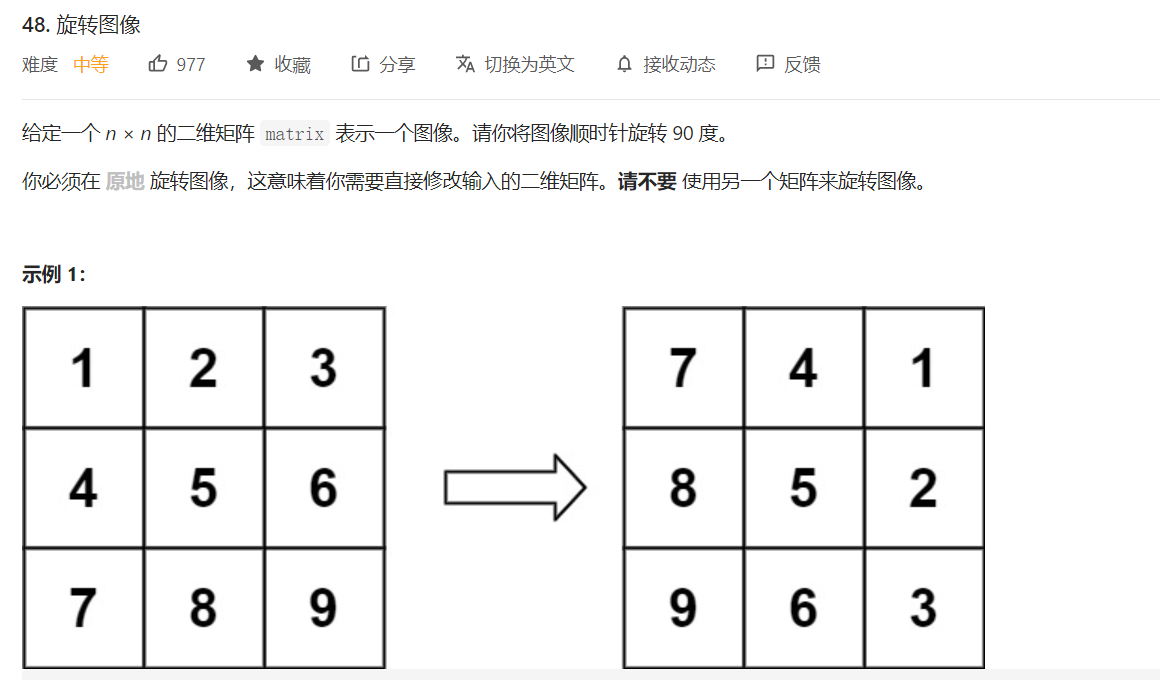 48. 旋转图像
难度 中等 977 收藏 分享 切换为英文 接收动态 反馈
给定一个 n × n 的二维矩阵 matrix 表示一个图像。请你将图像顺时针旋转 90 度。
你必须在 原地 旋转图像，这意味着你需要直接修改输入的二维矩阵。请不要 使用另一个矩阵来旋转图像。
示例 1：
1 2 3 7 4 1
4 5 6 8 5 2
7 8 9 9 6 3